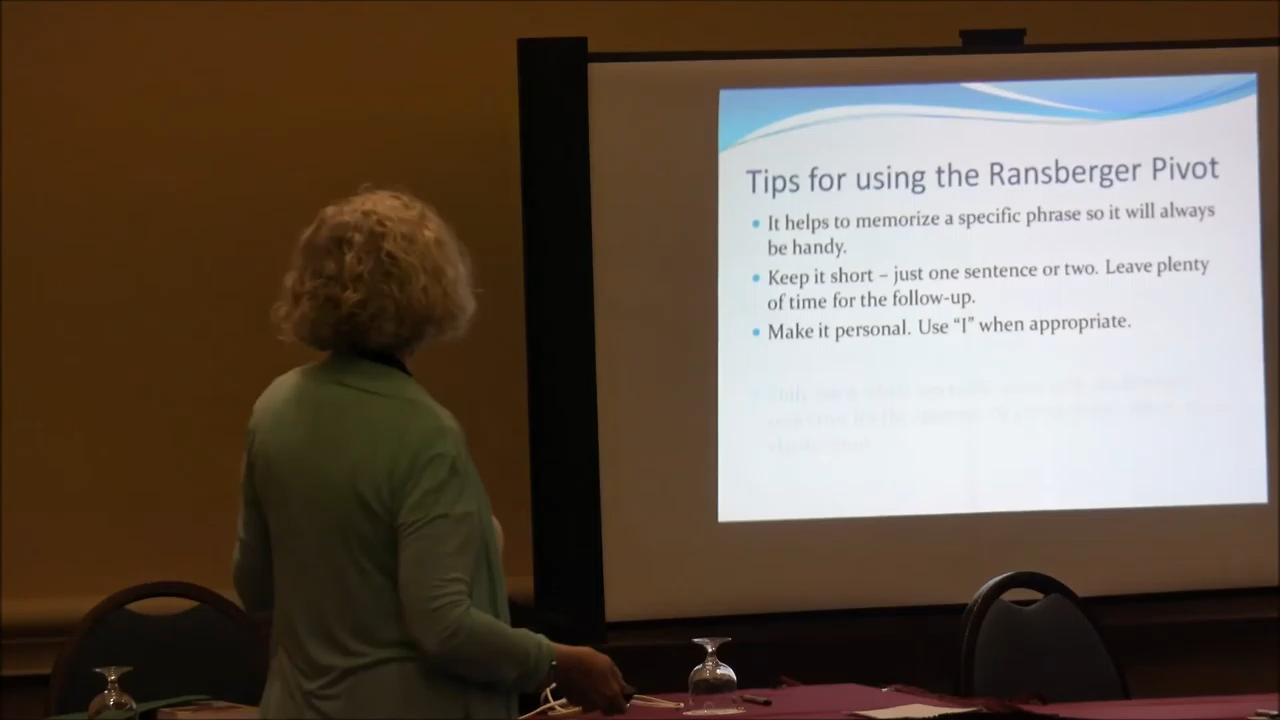 Tips for using the Ransberger Pivot
• It helps to memorize a specific phrase so it will always
be handy.
• Keep it short – just one sentence or two. Leave plenty
of time for the follow-up.
• Make it personal. Use “I” when appropriate.